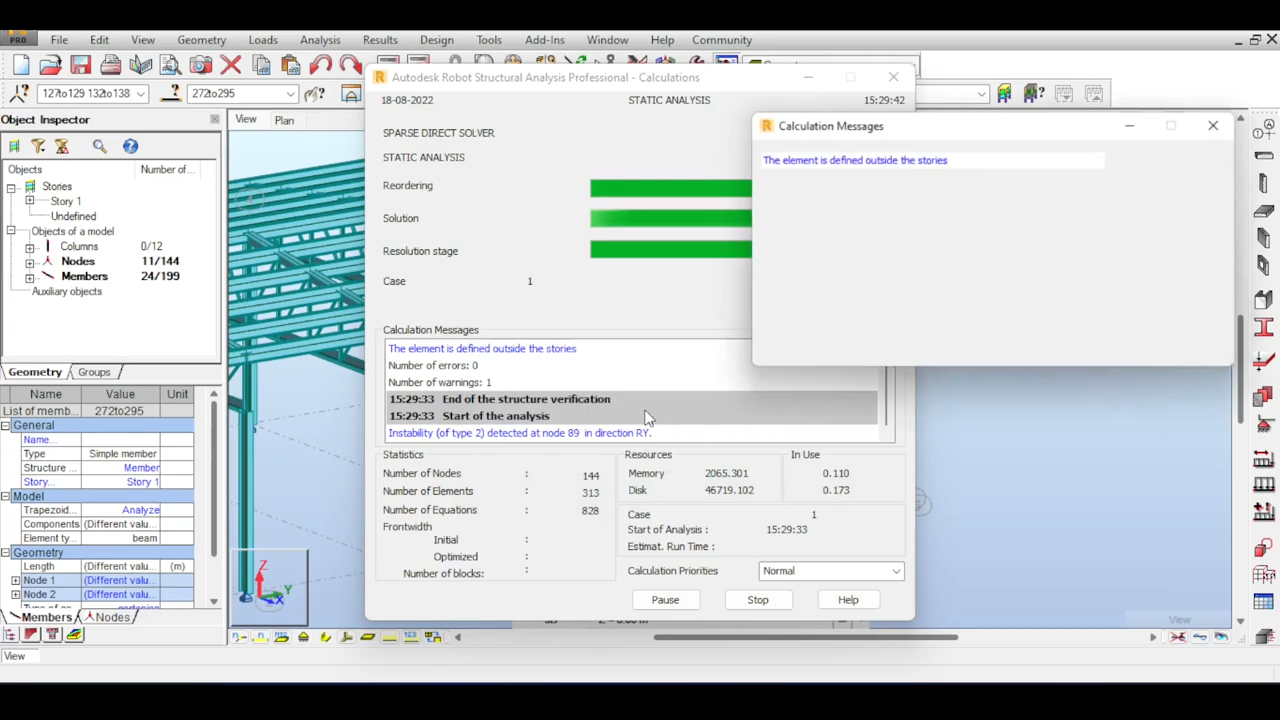 PRO File Edit View Geometry Loads Analysis Results Design Tools Add-Ins Window Help Community
127to129 132to138
272to295
Object Inspector
Objects Number of...
Stories
Story 1
Undefined
Objects of a model
Columns 0/12
Nodes 11/144
Members 24/199
Auxiliary objects
Geometry Groups
Name Value Unit
List of memb... 272to295
General
Name...
Type Simple member
Structure ... Member
Story... Story 1
Model
Trapezoid... Analyze
Components (Different valu...
Element ty... beam
Geometry
Length (Different valu... (m)
Node 1 (Different valu...
Node 2 (Different valu...
Members Nodes
View
View Plan
Z
Y
X
Autodesk Robot Structural Analysis Professional - Calculations
18-08-2022 STATIC ANALYSIS 15:29:42
SPARSE DIRECT SOLVER
STATIC ANALYSIS
Reordering
Solution
Resolution stage
Case 1
Calculation Messages
The element is defined outside the stories
Number of errors: 0
Number of warnings: 1
15:29:33 End of the structure verification
15:29:33 Start of the analysis
Instability (of type 2) detected at node 89 in direction RY.
Statistics
Number of Nodes : 144
Number of Elements : 313
Number of Equations : 828
Frontwidth
Initial :
Optimized :
Number of blocks: :
Resources In Use
Memory 2065.301 0.110
Disk 46719.102 0.173
Case 1
Start of Analysis : 15:29:33
Estimat. Run Time :
Calculation Priorities Normal
Pause Stop Help
Calculation Messages
The element is defined outside the stories
View